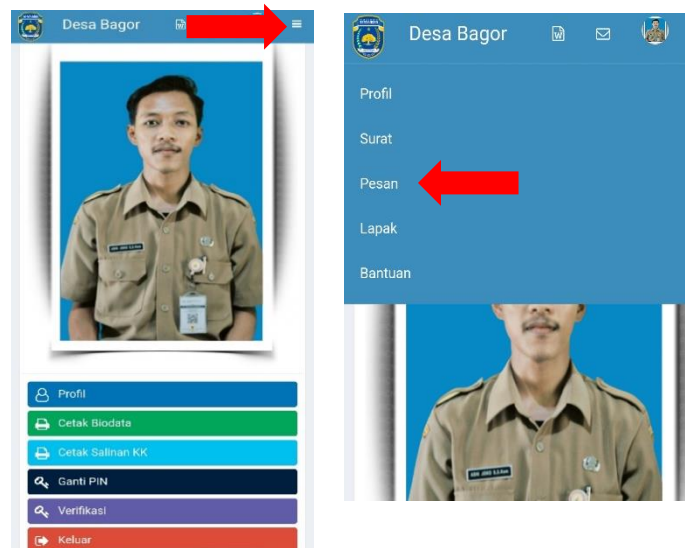 Desa Bagor
Profil
Cetak Biodata
Cetak Salinan KK
Ganti PIN
Verifikasi
Keluar
Desa Bagor
Profil
Surat
Pesan
Lapak
Bantuan